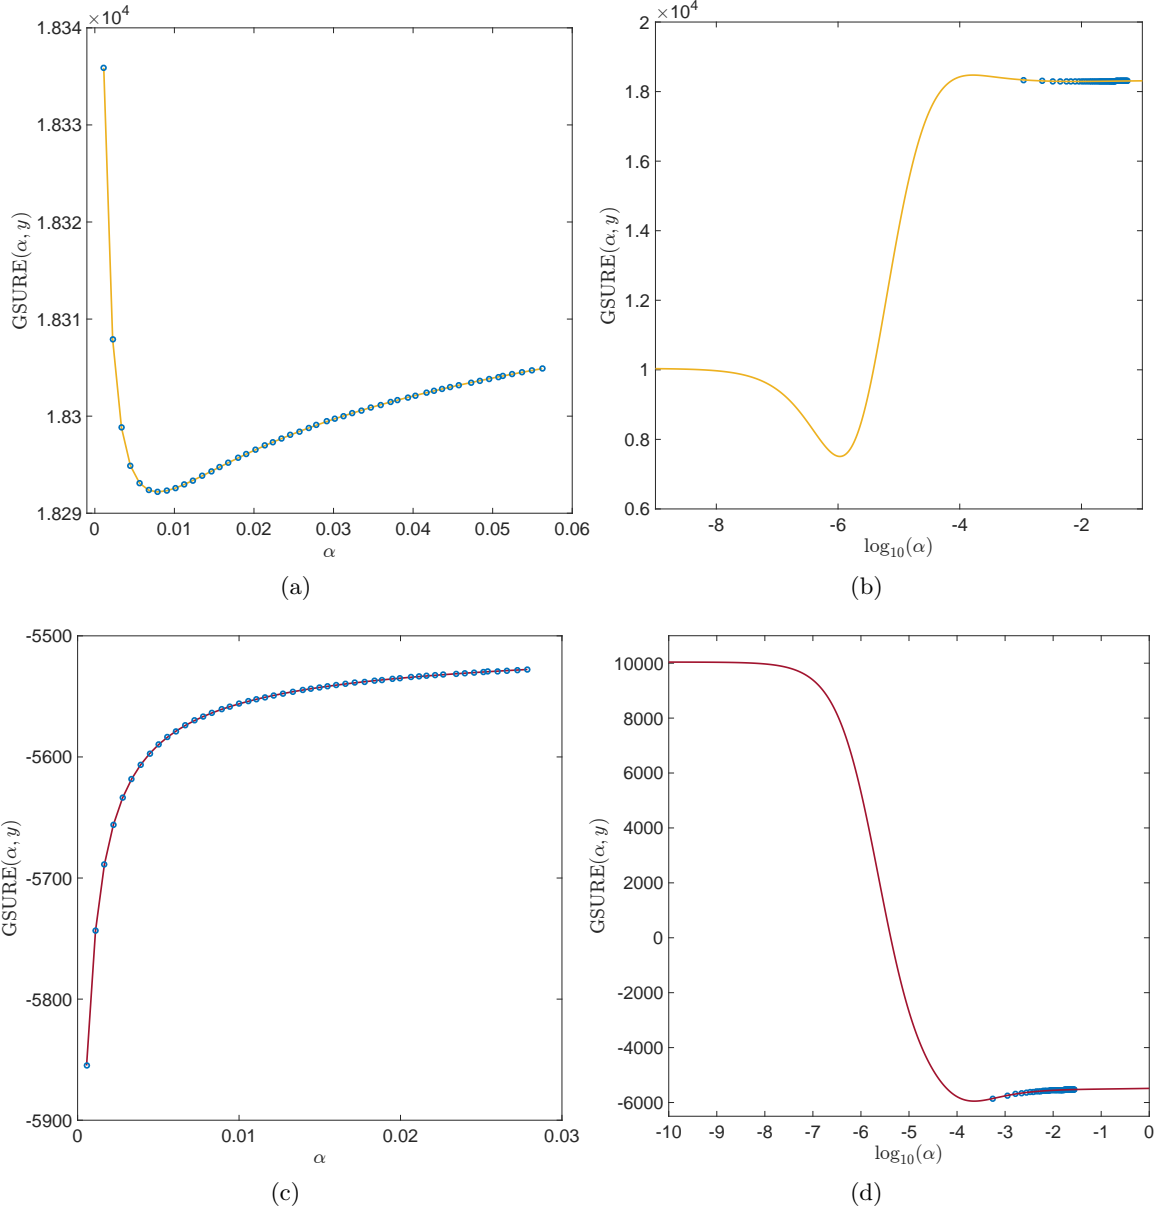 ×10⁴
1.834
1.833
1.832
1.831
1.83
1.829
GSURE(α, y)
0 0.01 0.02 0.03 0.04 0.05 0.06
α
(a)
×10⁴
2
1.8
1.6
1.4
1.2
1
0.8
0.6
GSURE(α, y)
-8 -6 -4 -2
log₁₀(α)
(b)
-5500
-5600
-5700
-5800
-5900
GSURE(α, y)
0 0.01 0.02 0.03
α
(c)
10000
8000
6000
4000
2000
0
-2000
-4000
-6000
GSURE(α, y)
-10 -9 -8 -7 -6 -5 -4 -3 -2 -1 0
log₁₀(α)
(d)